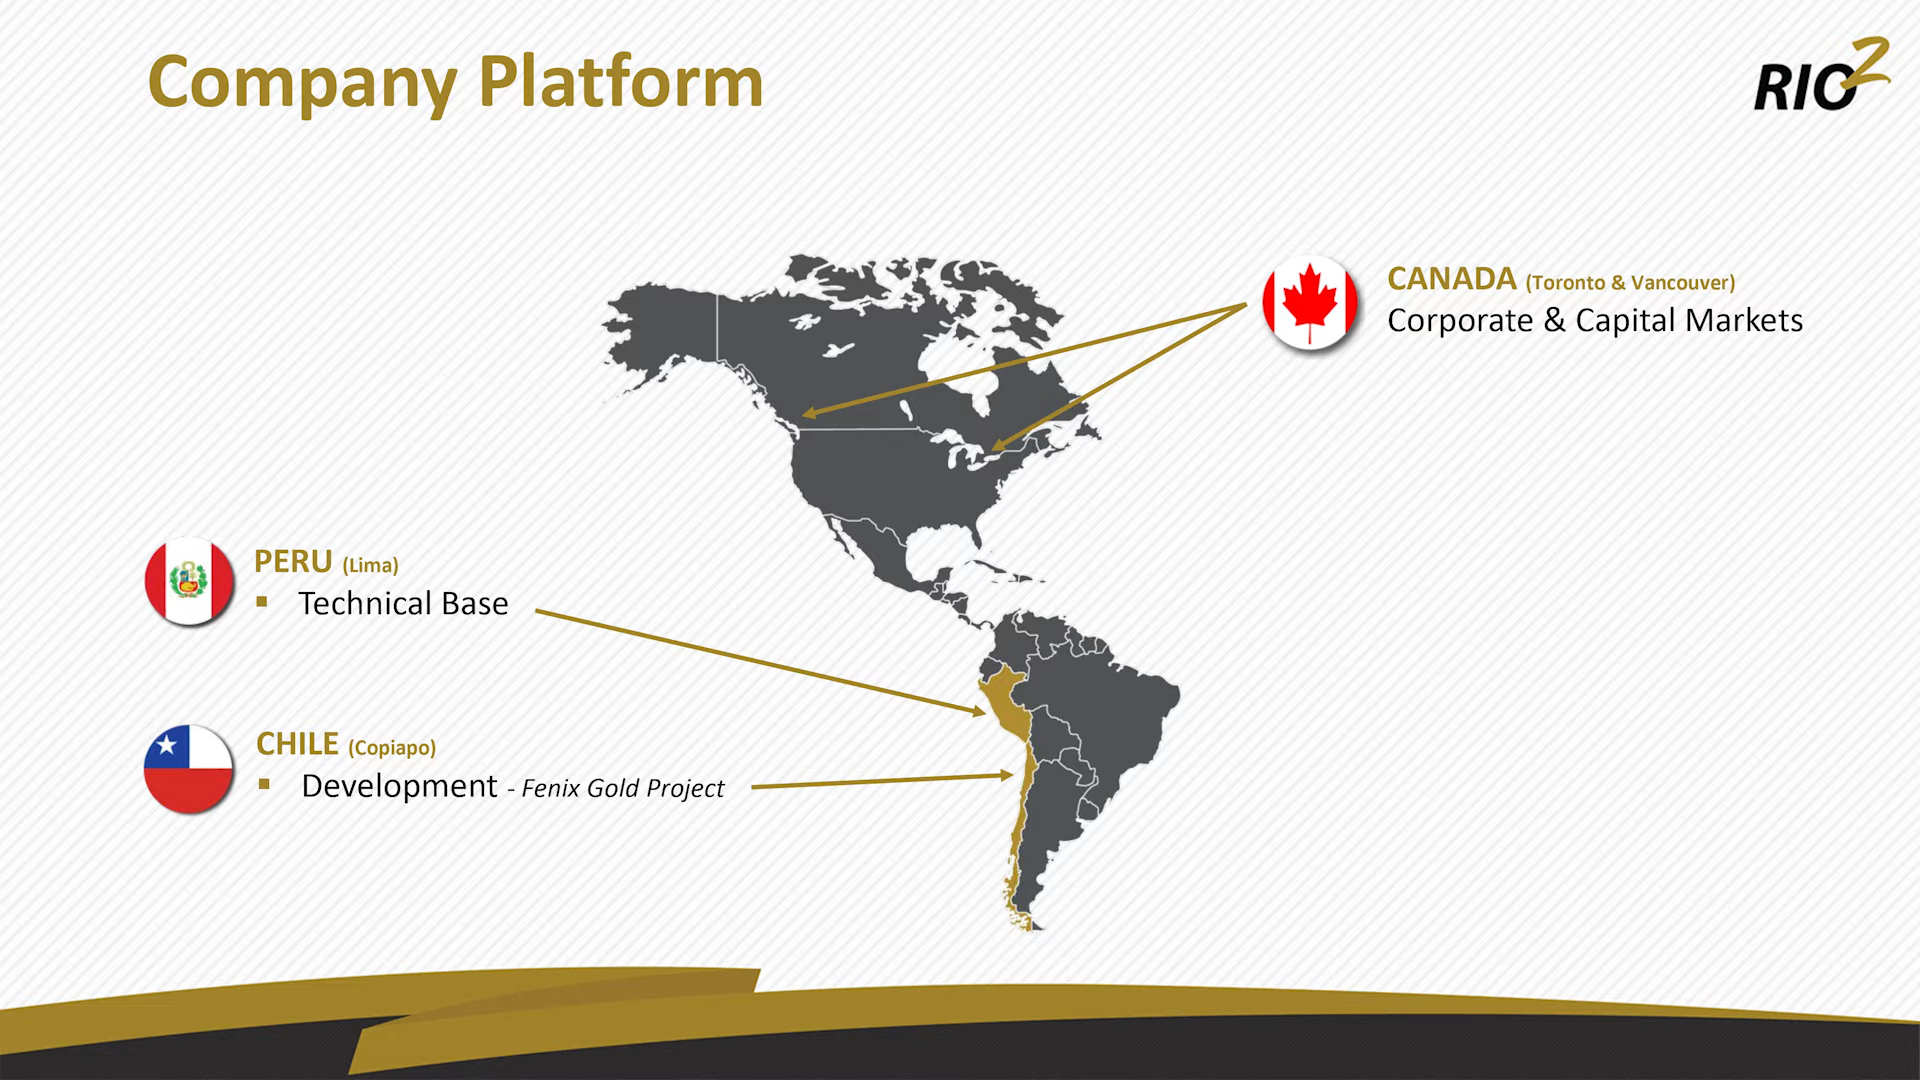 Company Platform
RIO2
CANADA (Toronto & Vancouver)
Corporate & Capital Markets
PERU (Lima)
▪ Technical Base
CHILE (Copiapo)
▪ Development - Fenix Gold Project